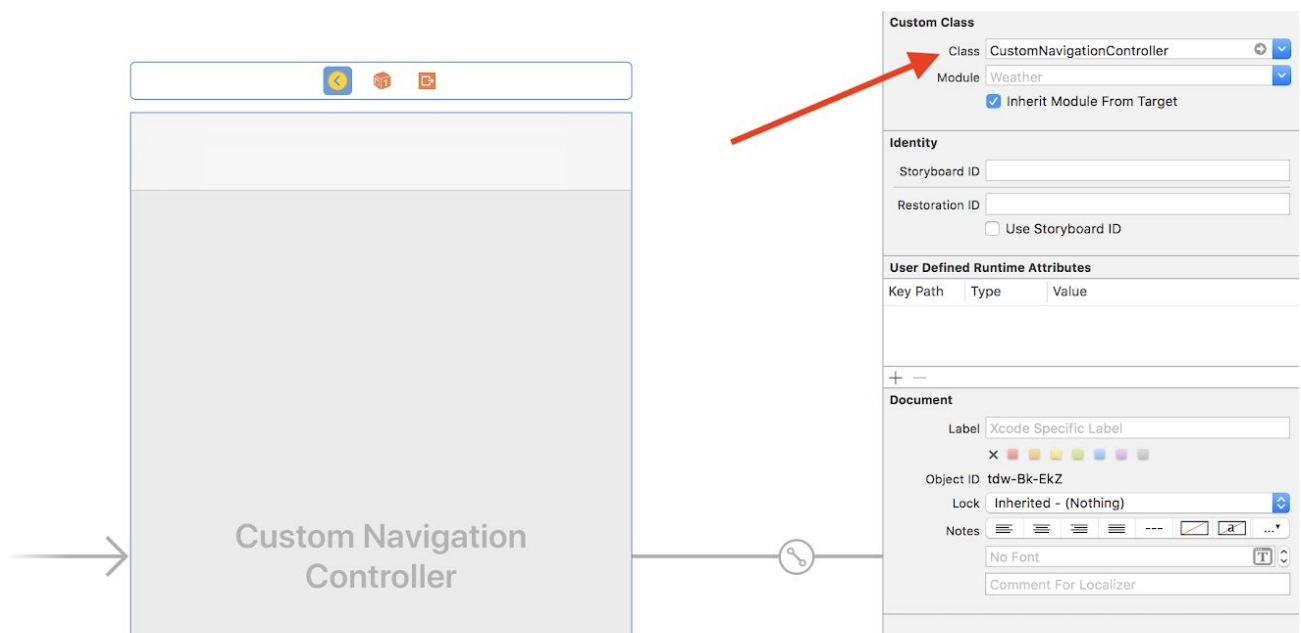 Custom Class
Class CustomNavigationController
Module Weather
Inherit Module From Target
Identity
Storyboard ID
Restoration ID
Use Storyboard ID
User Defined Runtime Attributes
Key Path Type Value
+ −
Document
Label Xcode Specific Label
Object ID tdw-Bk-EkZ
Lock Inherited - (Nothing)
Notes --- a ...
No Font T
Comment For Localizer
Custom Navigation
Controller